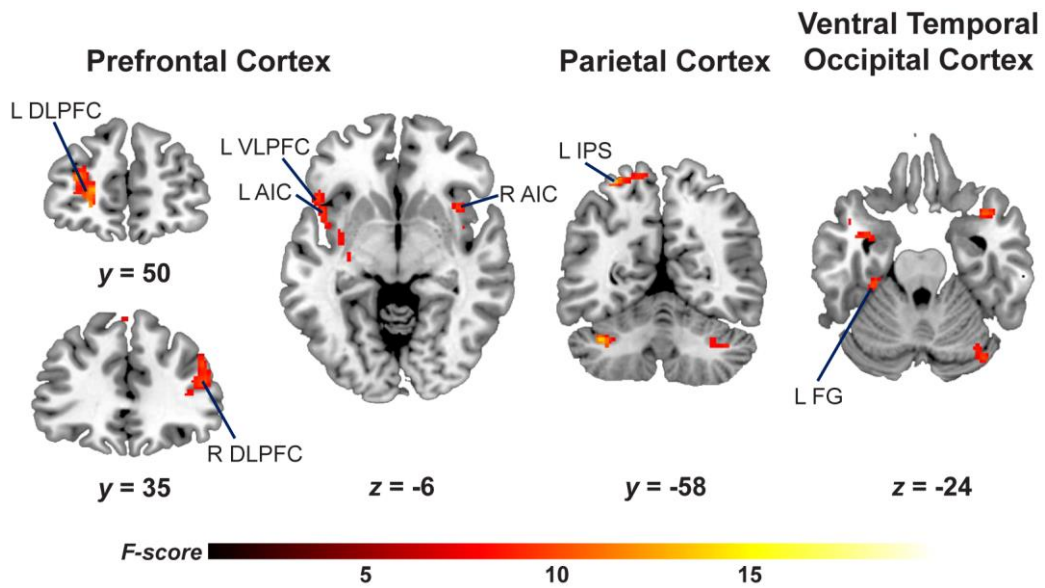 Prefrontal Cortex
Parietal Cortex
Ventral Temporal
Occipital Cortex
L DLPFC
y = 50
R DLPFC
y = 35
L VLPFC
L AIC
R AIC
z = -6
L IPS
y = -58
L FG
z = -24
F-score
5
10
15